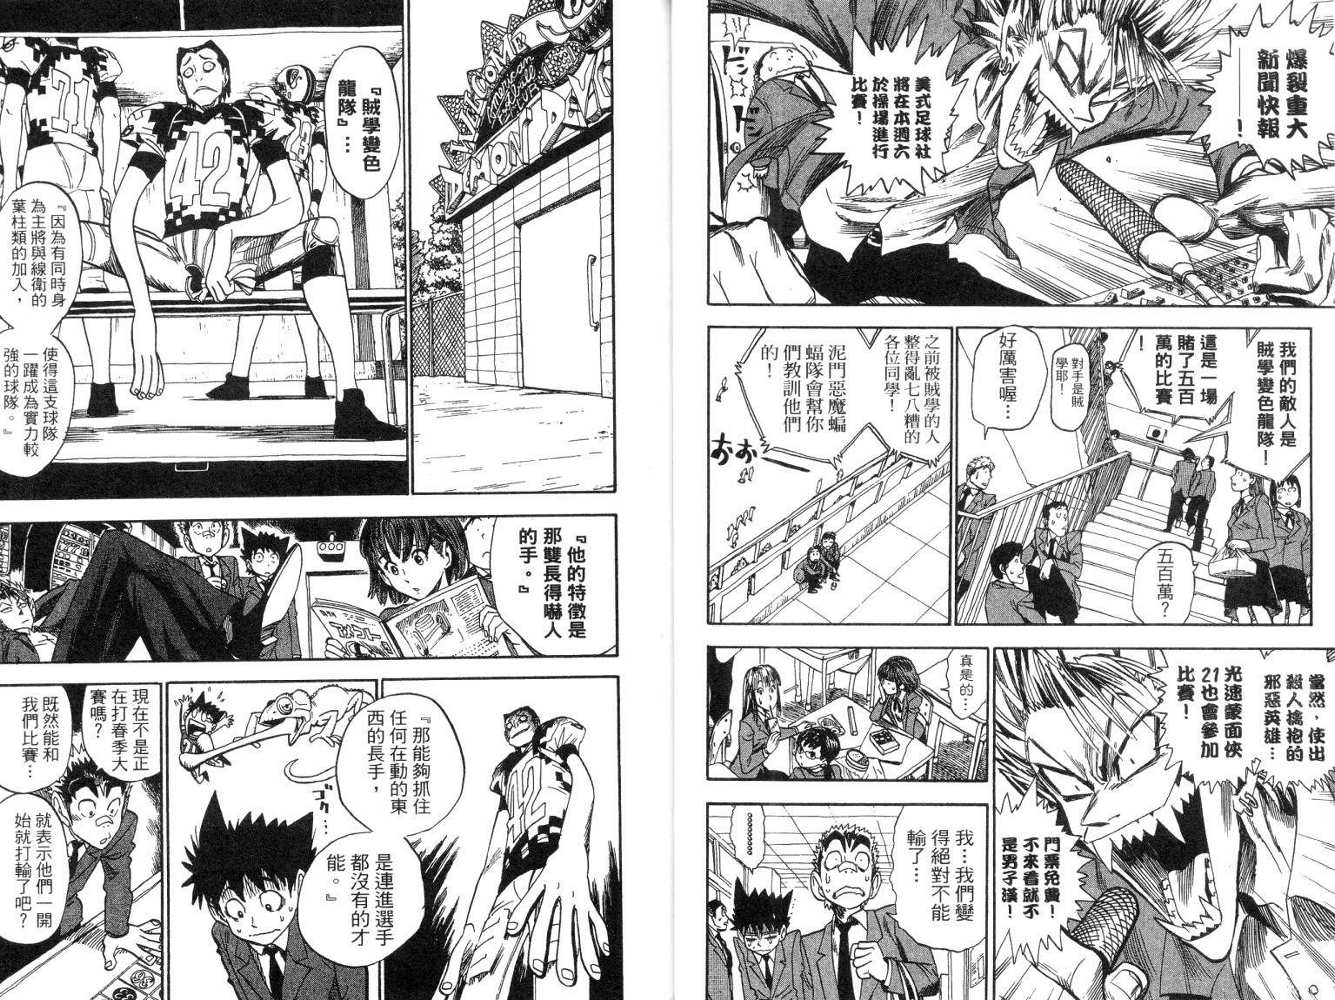 爆裂重大
新聞快報
──！
美式足球社
將在本週六
於操場進行
比賽！
我們的敵人是
賊學變色龍隊！
這是一場
賭了五百
萬的比賽
！
對手是賊
學耶！
好厲害喔…
五百萬？
之前被賊學的人
整得亂七八糟的
各位同學！
泥門惡魔蝙
蝠隊會幫你
們教訓他們
的！
おお
當然，使出
殺人擒抱的
邪惡英雄…
光速蒙面俠
21也會參加
比賽！
門票免費！
不來看就不
是男子漢！
真是的…
我…我們變
得絕對不能
輸了…
………
『賊學變色
龍隊』…
42
71
『因為有同時身
為主將與線衛的
葉柱類的加入，
使得這支球隊
一躍成為實力較
強的球隊。』
『他的特徵是
那雙長得嚇人
的手。』
『那能夠抓住
任何在動的東
西的長手，
是連進選手
都沒有的才
能。』
42
ゴク…
現在不是正
在打春季大
賽嗎？
既然能和
我們比賽…
就表示他們一開
始就打輸了吧？